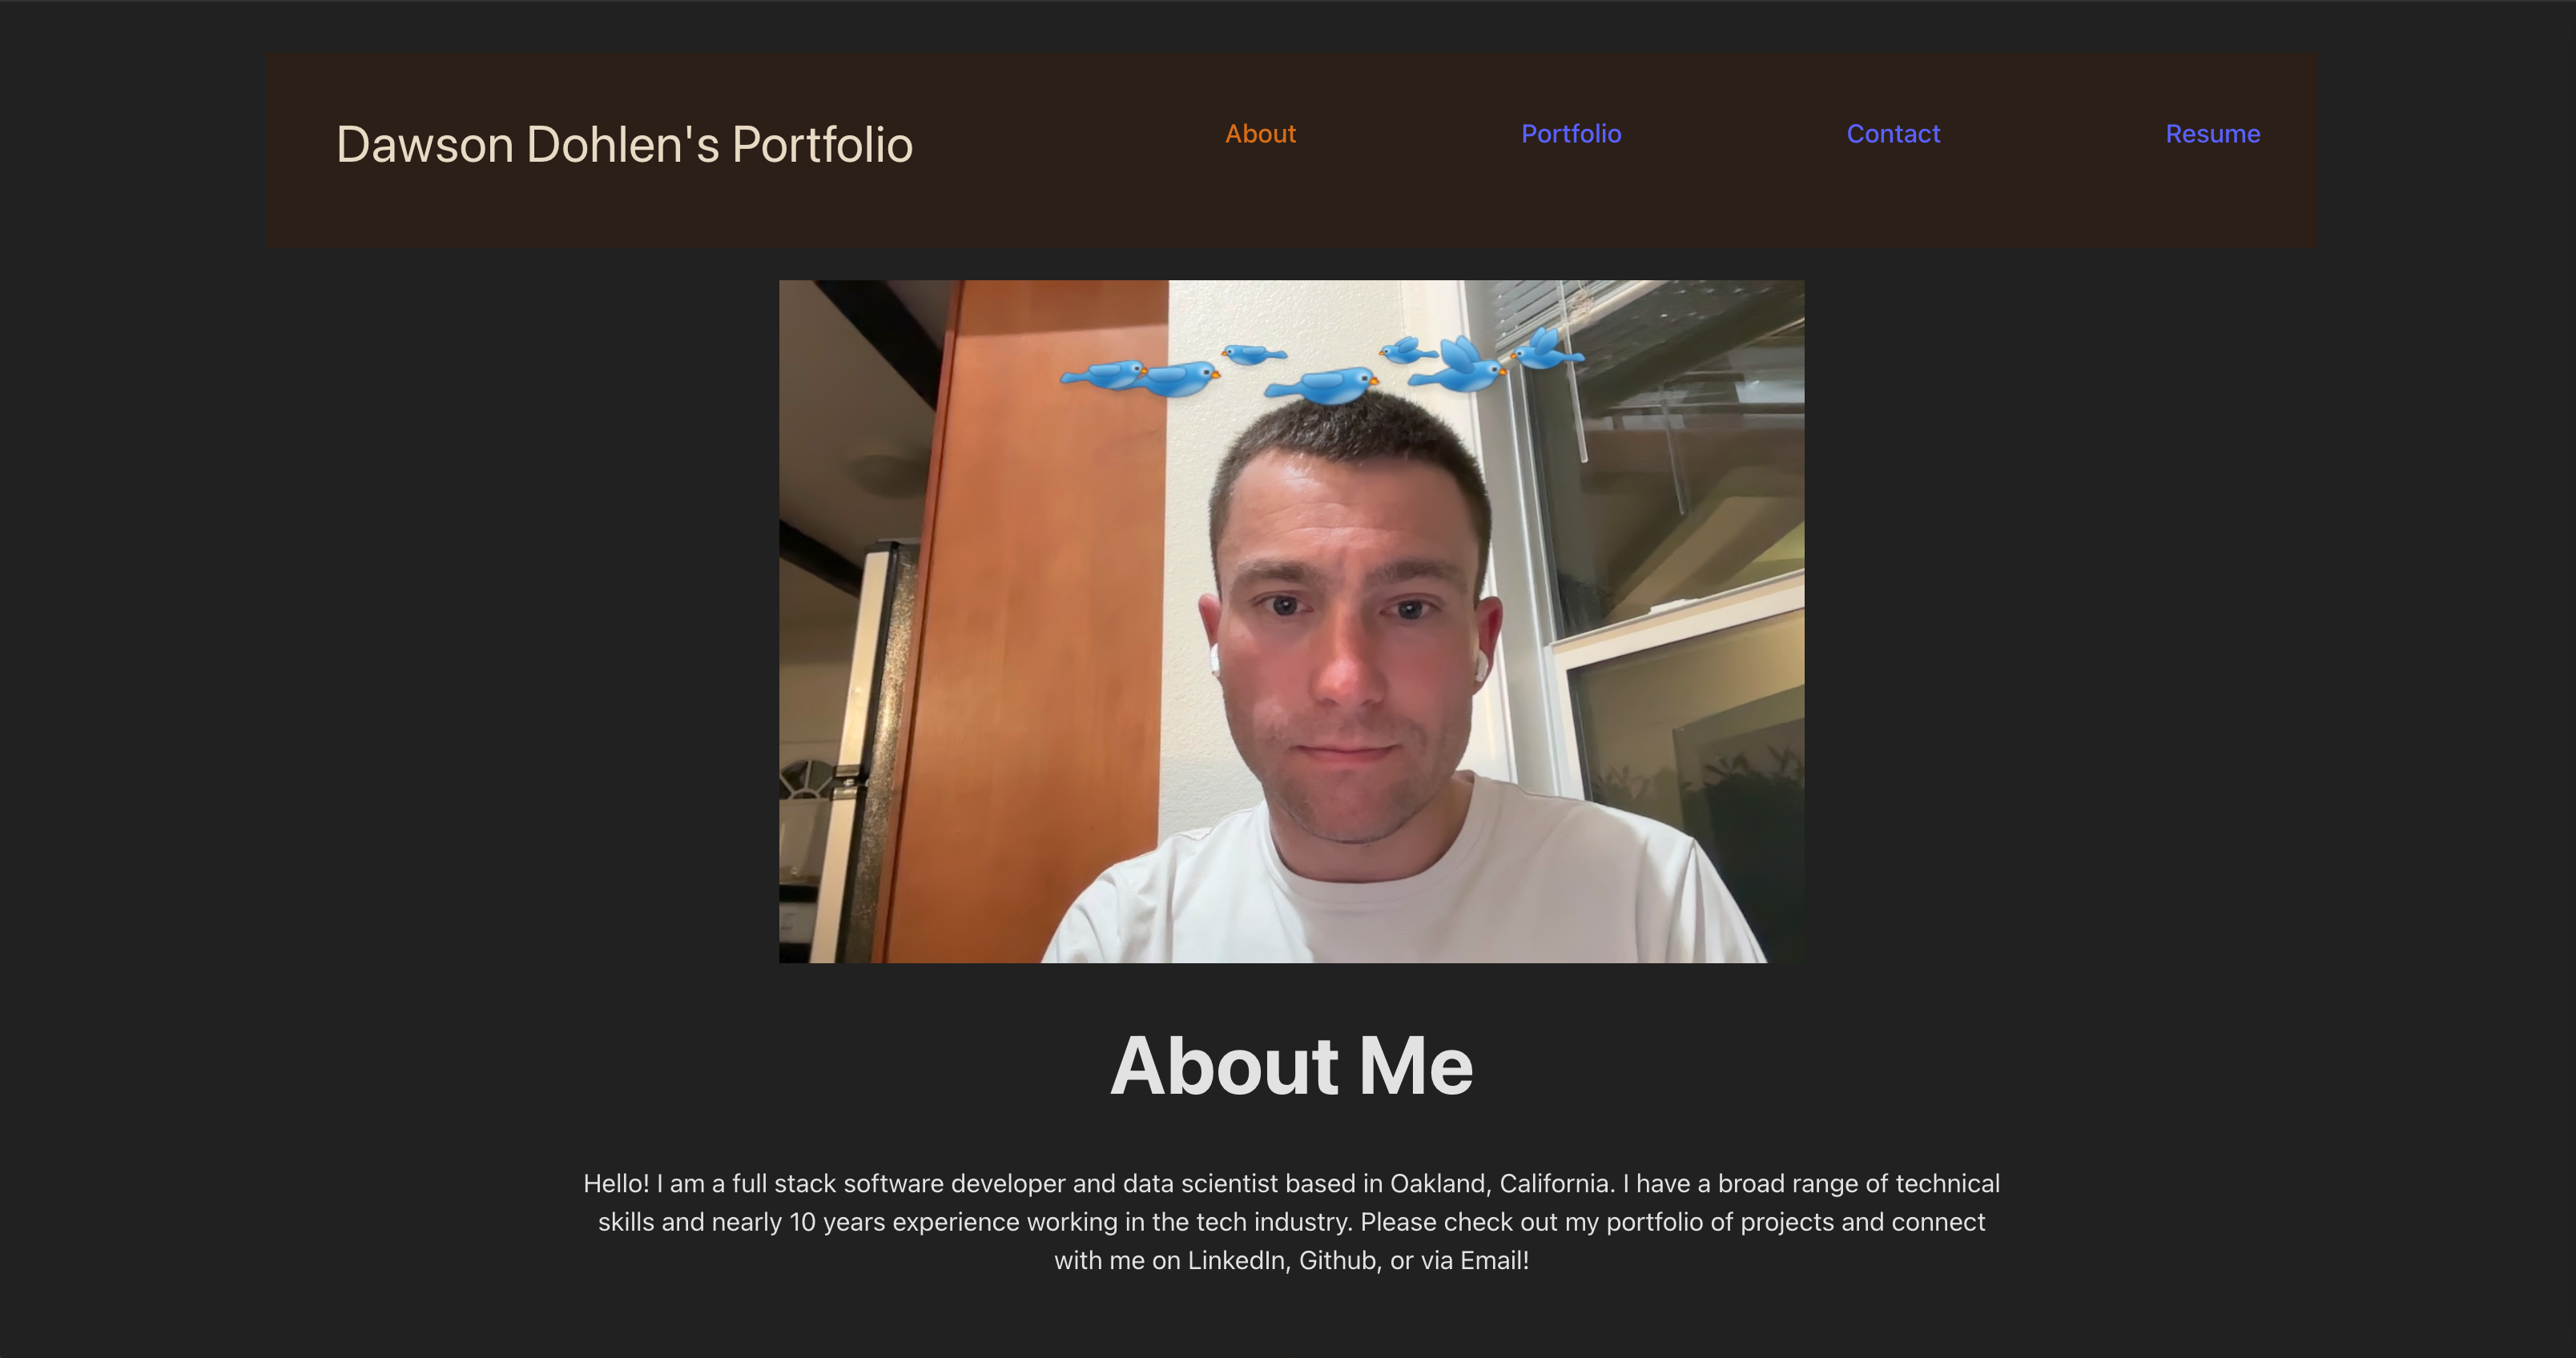 Dawson Dohlen's Portfolio
About
Portfolio
Contact
Resume
About Me
Hello! I am a full stack software developer and data scientist based in Oakland, California. I have a broad range of technical
skills and nearly 10 years experience working in the tech industry. Please check out my portfolio of projects and connect
with me on LinkedIn, Github, or via Email!